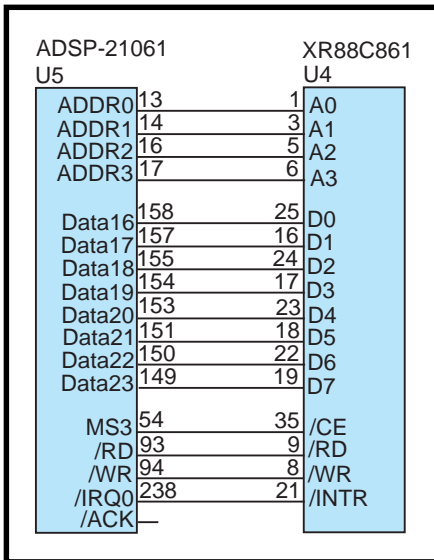 ADSP-21061 XR88C861
U5 U4
ADDR0 13 1 A0
ADDR1 14 3 A1
ADDR2 16 5 A2
ADDR3 17 6 A3
Data16 158 25 D0
Data17 157 16 D1
Data18 155 24 D2
Data19 154 17 D3
Data20 153 23 D4
Data21 151 18 D5
Data22 150 22 D6
Data23 149 19 D7
MS3 54 35 /CE
/RD 93 9 /RD
/WR 94 8 /WR
/IRQ0 238 21 /INTR
/ACK